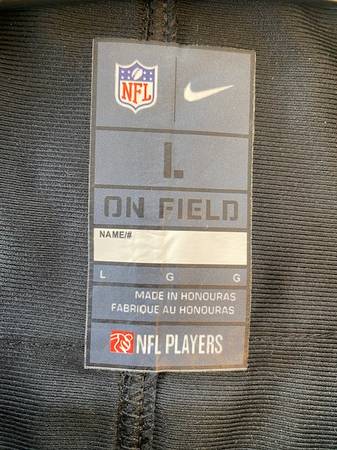 NFL
L
ON FIELD
NAME/#
L G G
MADE IN HONOURAS
FABRIQUE AU HONOURAS
NFL PLAYERS